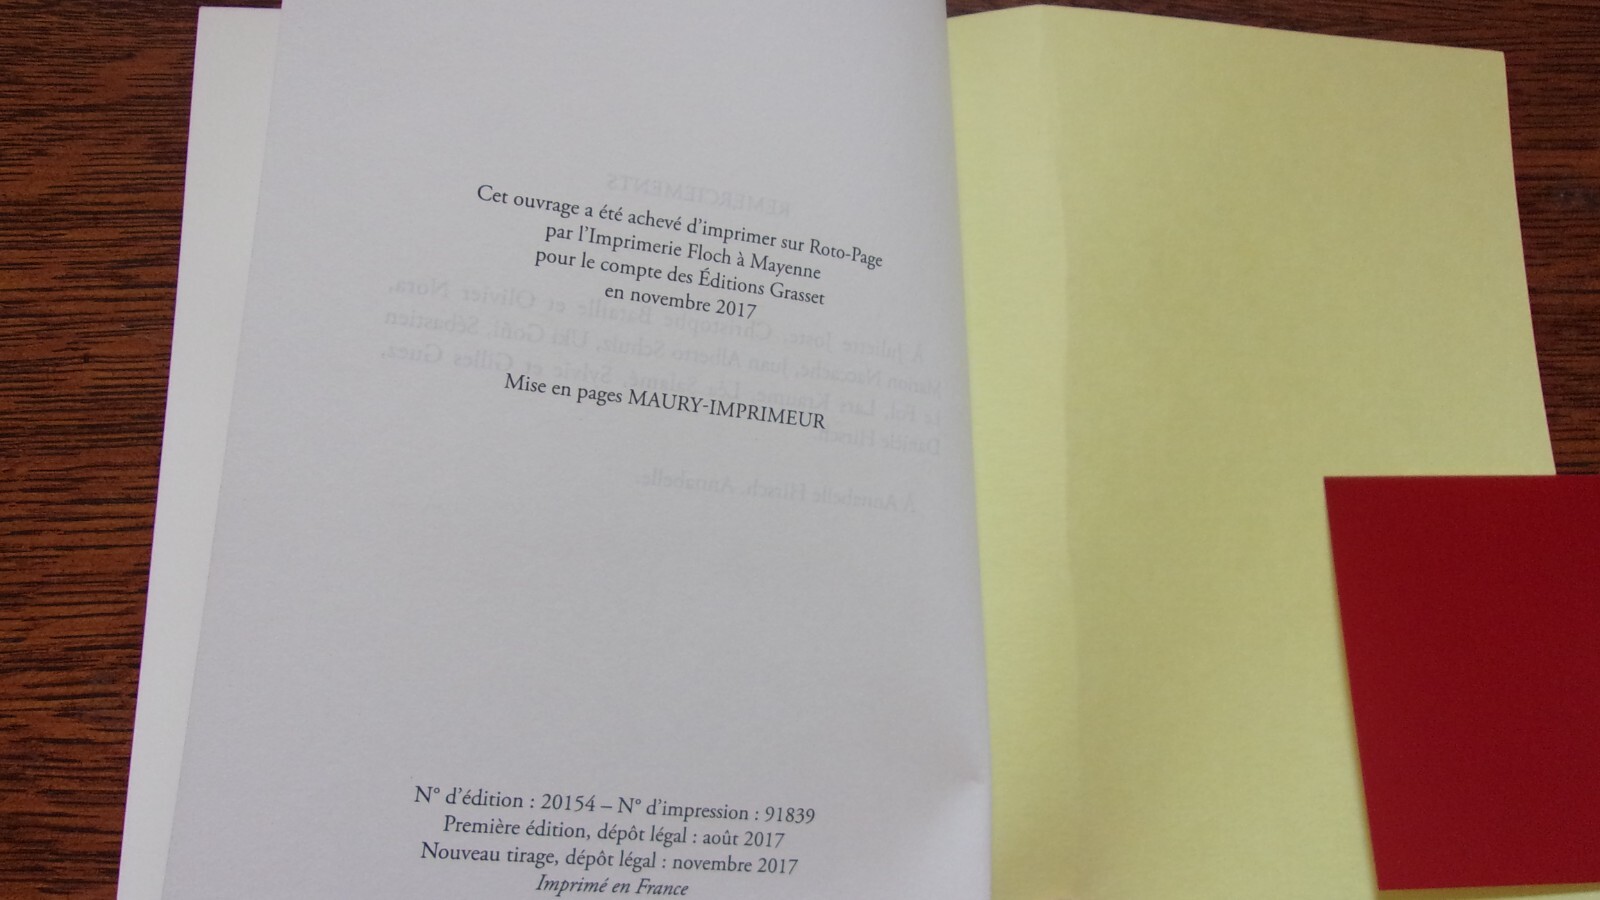 Cet ouvrage a été achevé d'imprimer sur Roto-Page
par l'Imprimerie Floch à Mayenne
pour le compte des Éditions Grasset
en novembre 2017
Mise en pages MAURY-IMPRIMEUR
N° d'édition : 20154 – N° d'impression : 91839
Première édition, dépôt légal : août 2017
Nouveau tirage, dépôt légal : novembre 2017
Imprimé en France